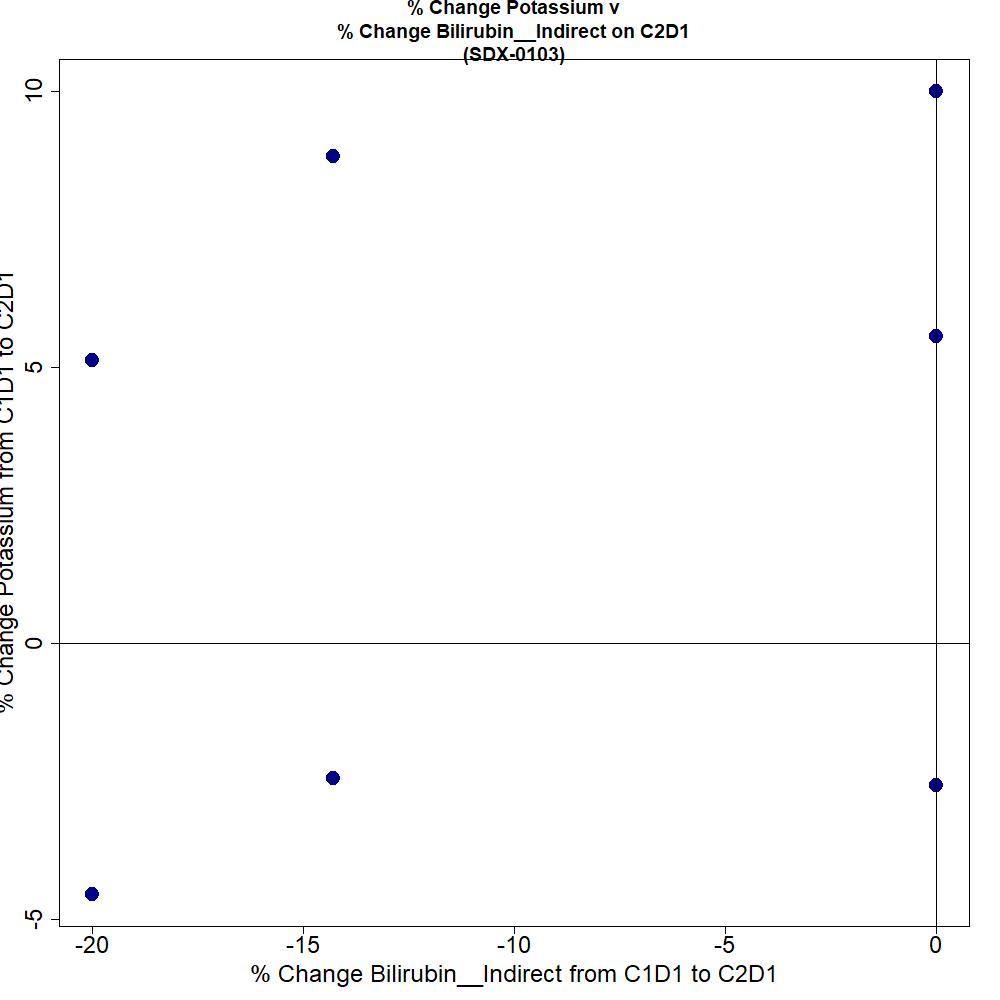 % Change Potassium v
% Change Bilirubin__Indirect on C2D1
(SDX-0103)
% Change Potassium from C1D1 to C2D1
10
5
0
-5
-20
-15
-10
-5
0
% Change Bilirubin__Indirect from C1D1 to C2D1